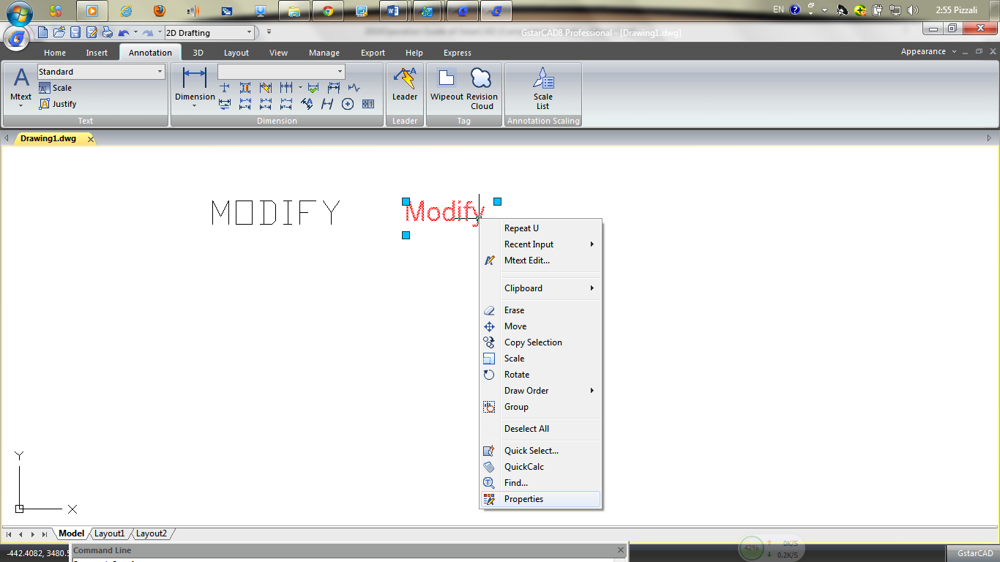 EN
2:55 Pizzali
2D Drafting
GstarCAD8 Professional - [Drawing1.dwg]
Home Insert Annotation 3D Layout View Manage Export Help Express
Appearance
Standard
Scale
Justify
Mtext
Text
Dimension
Dimension
Leader
Leader
Wipeout Revision Cloud
Tag
Scale List
Annotation Scaling
Drawing1.dwg
MODIFY
Modify
Repeat U
Recent Input
Mtext Edit...
Clipboard
Erase
Move
Copy Selection
Scale
Rotate
Draw Order
Group
Deselect All
Quick Select...
QuickCalc
Find...
Properties
Y
X
Model Layout1 Layout2
-442.4082, 3480.5
Command Line
42%
0K/S
0.2K/S
GstarCAD